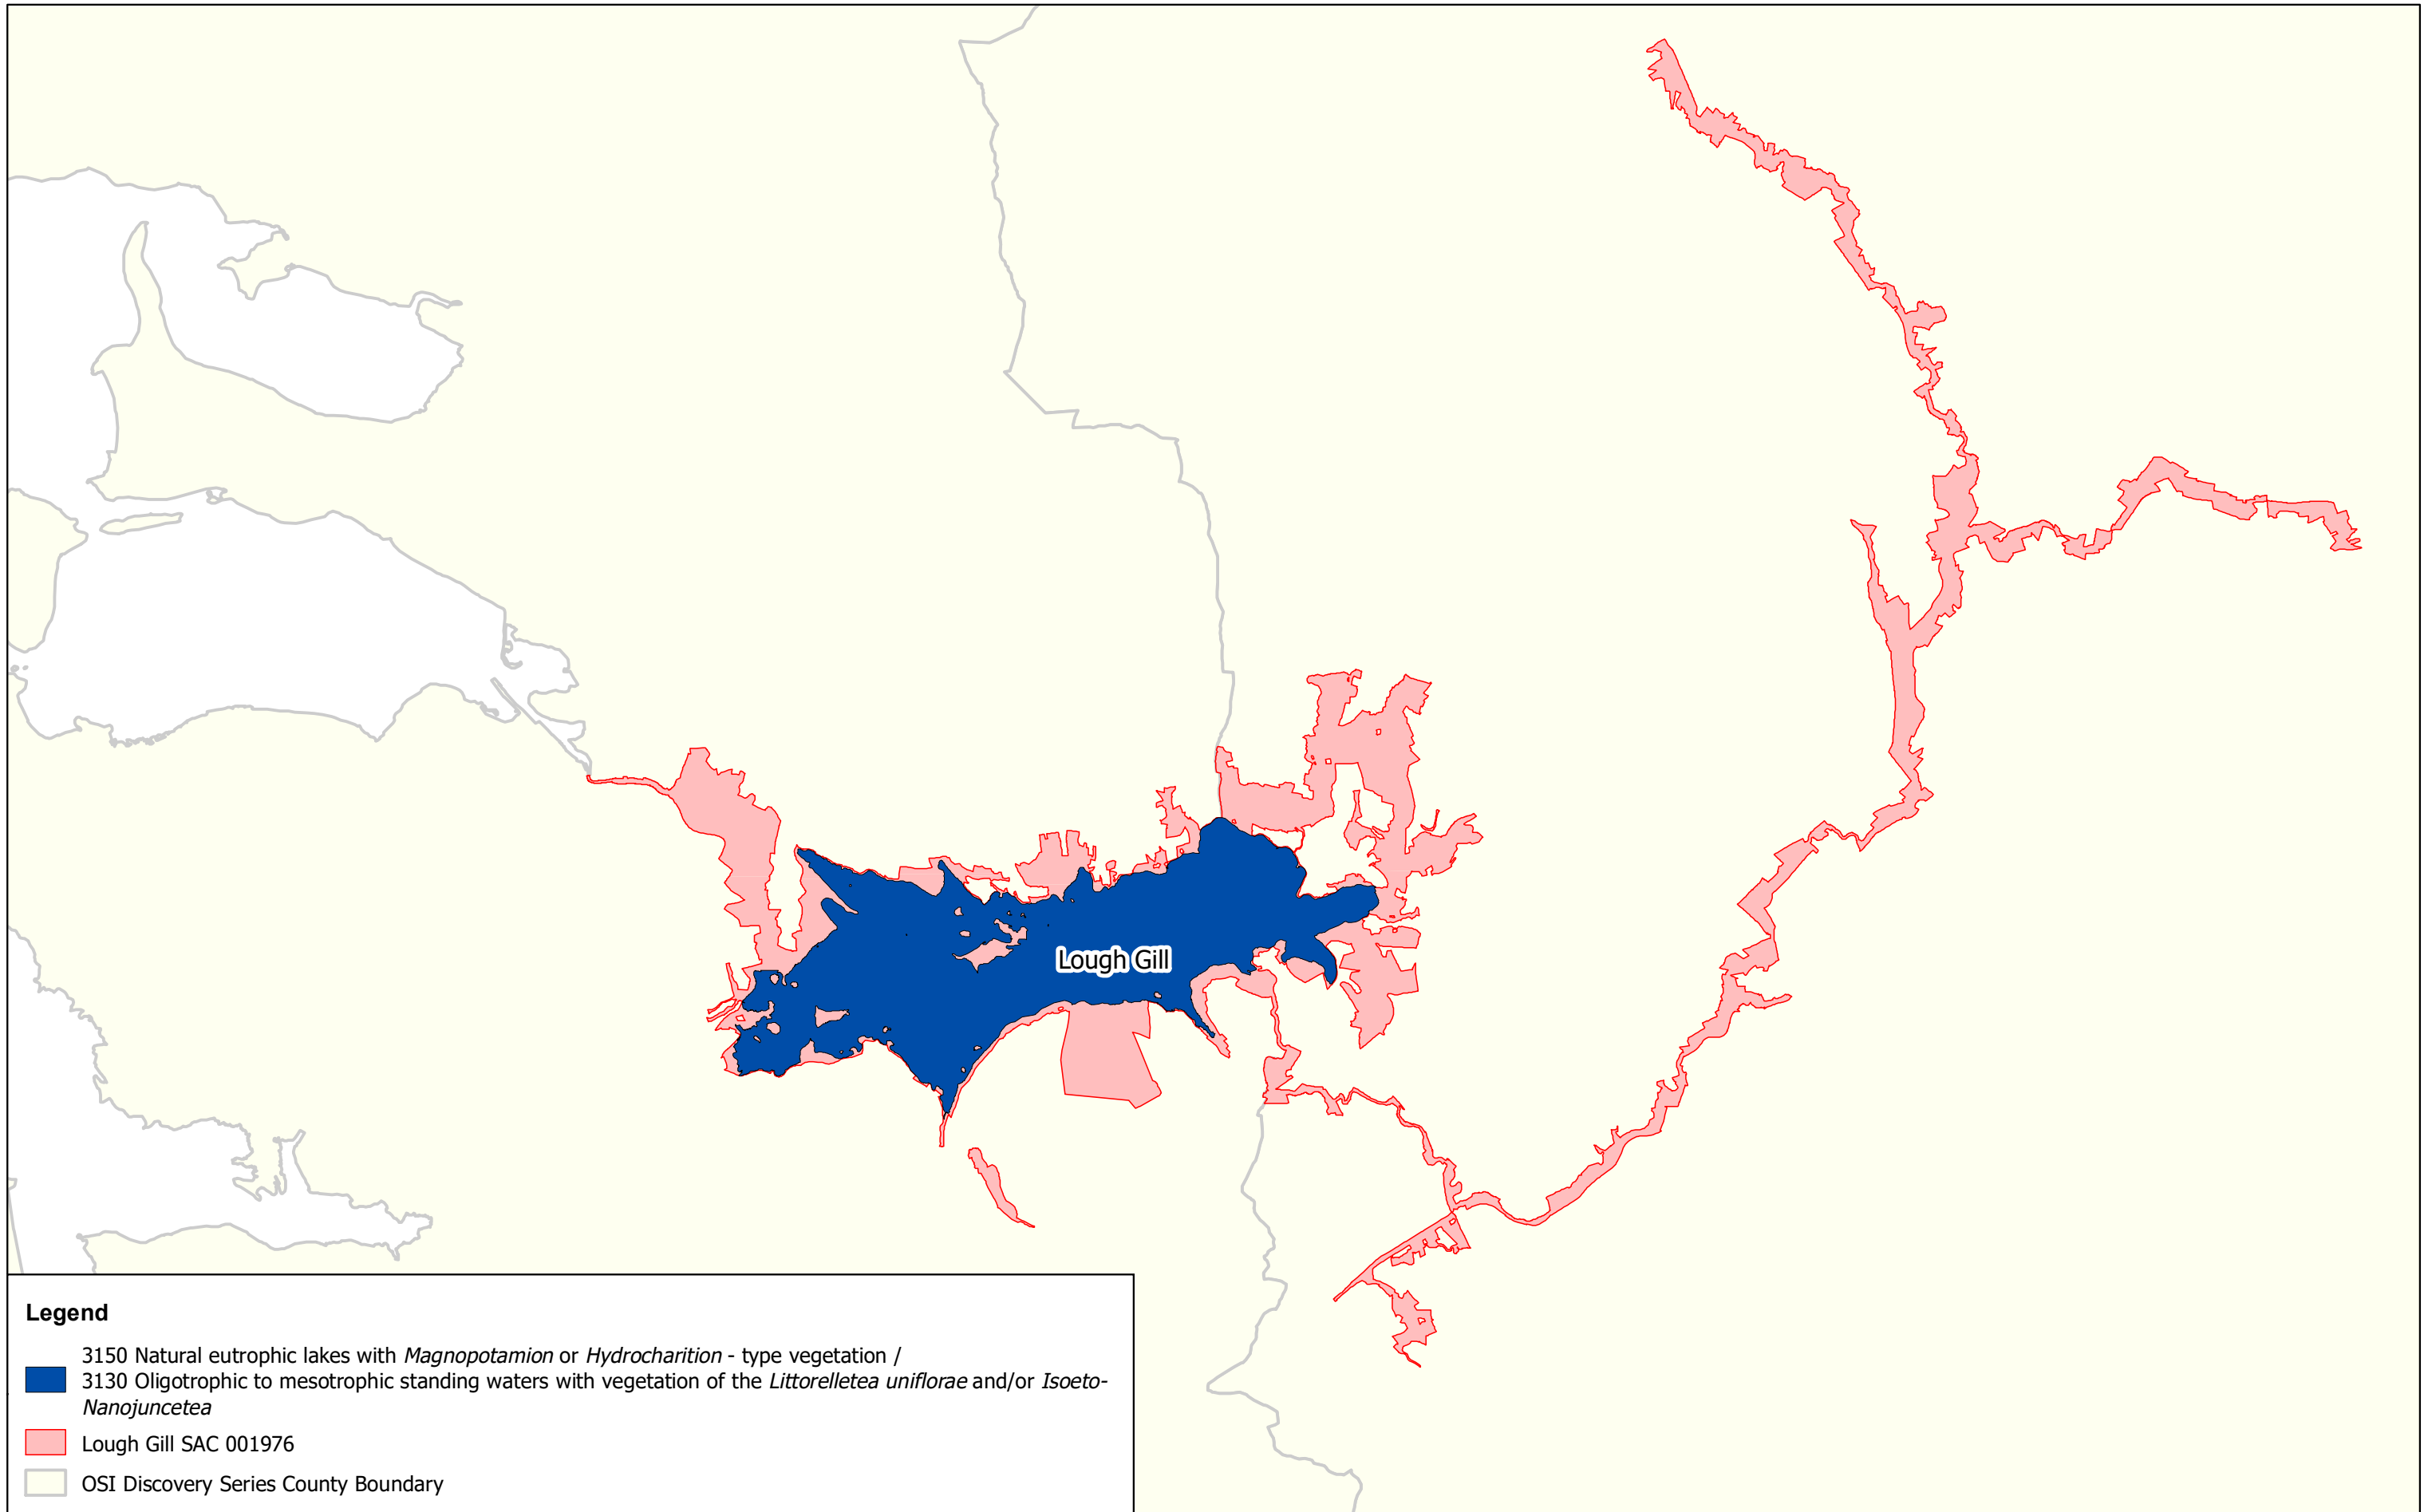 Lough Gill
Legend
3150 Natural eutrophic lakes with Magnopotamion or Hydrocharition - type vegetation /
3130 Oligotrophic to mesotrophic standing waters with vegetation of the Littorelletea uniflorae and/or Isoeto-
Nanojuncetea
Lough Gill SAC 001976
OSI Discovery Series County Boundary